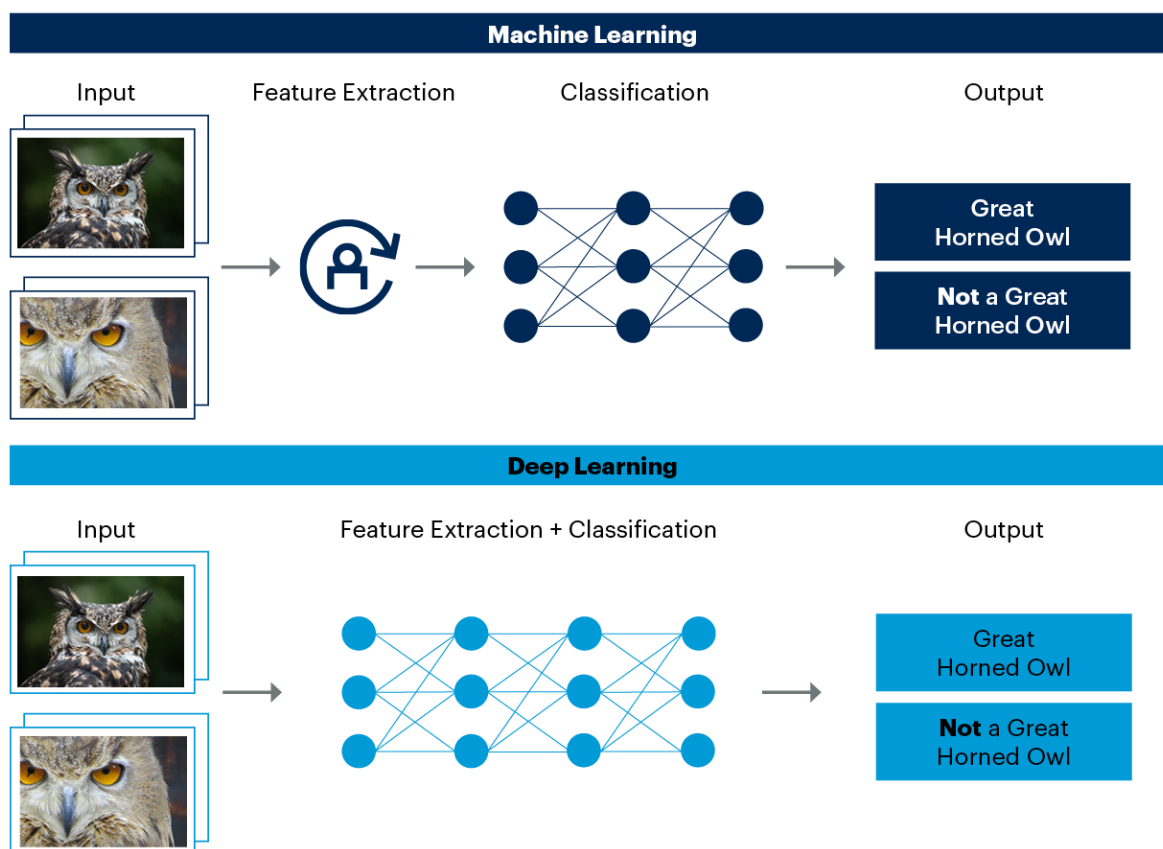 Machine Learning
Input
Feature Extraction
Classification
Output
Great
Horned Owl
Not a Great
Horned Owl
Deep Learning
Input
Feature Extraction + Classification
Output
Great
Horned Owl
Not a Great
Horned Owl